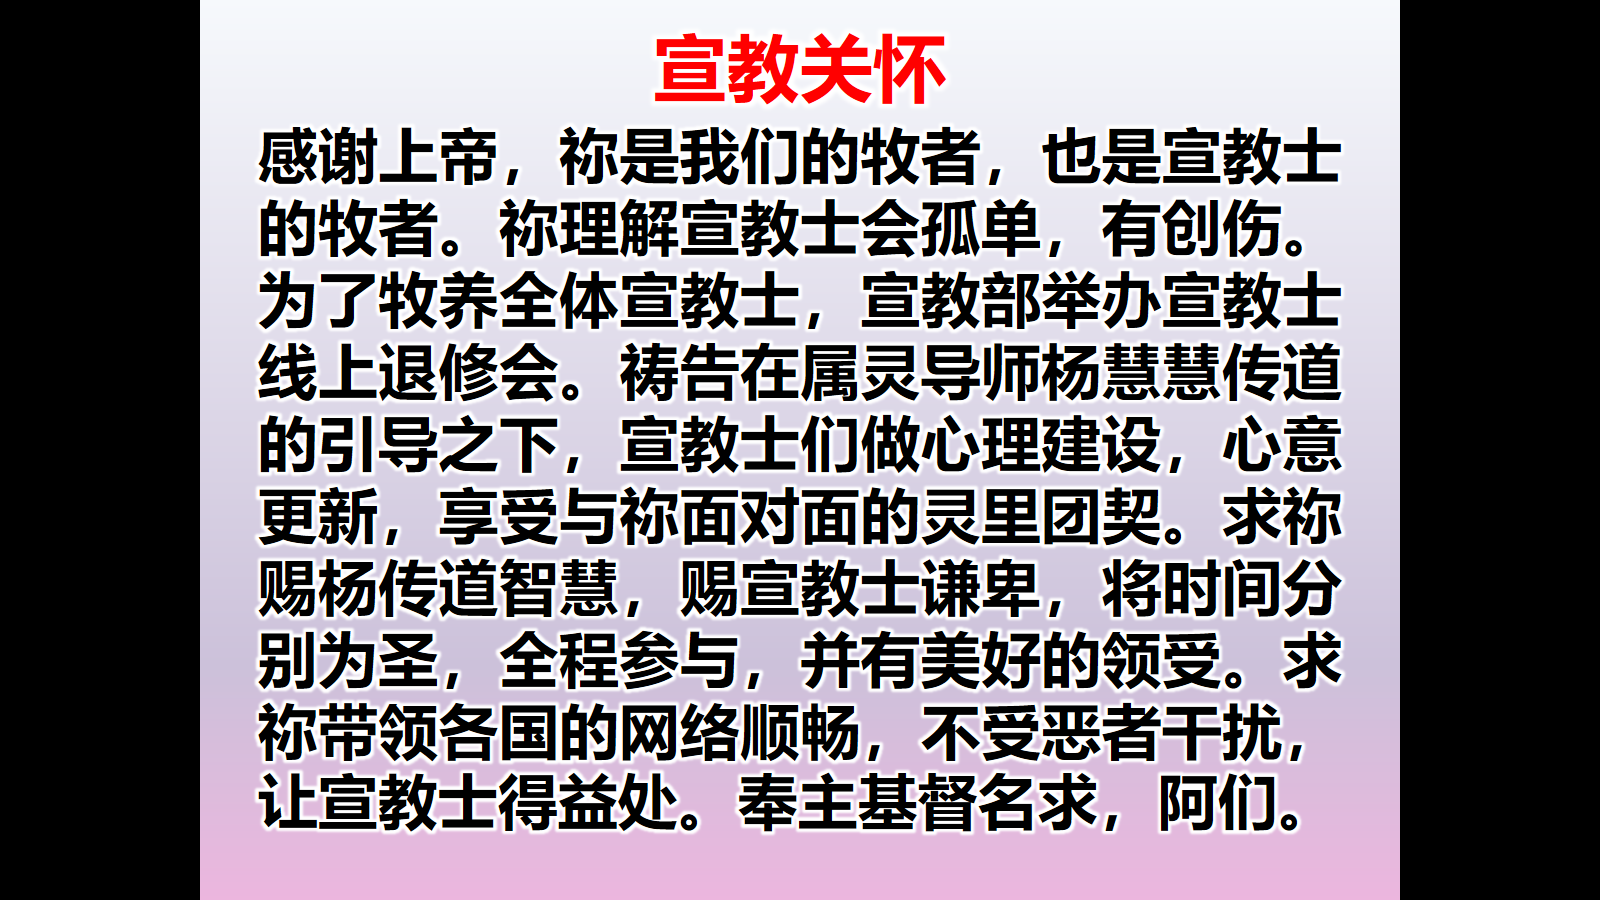 宣教关怀
感谢上帝，祢是我们的牧者，也是宣教士
的牧者。祢理解宣教士会孤单，有创伤。
为了牧养全体宣教士，宣教部举办宣教士
线上退修会。祷告在属灵导师杨慧慧传道
的引导之下，宣教士们做心理建设，心意
更新，享受与祢面对面的灵里团契。求祢
赐杨传道智慧，赐宣教士谦卑，将时间分
别为圣，全程参与，并有美好的领受。求
祢带领各国的网络顺畅，不受恶者干扰，
让宣教士得益处。奉主基督名求，阿们。